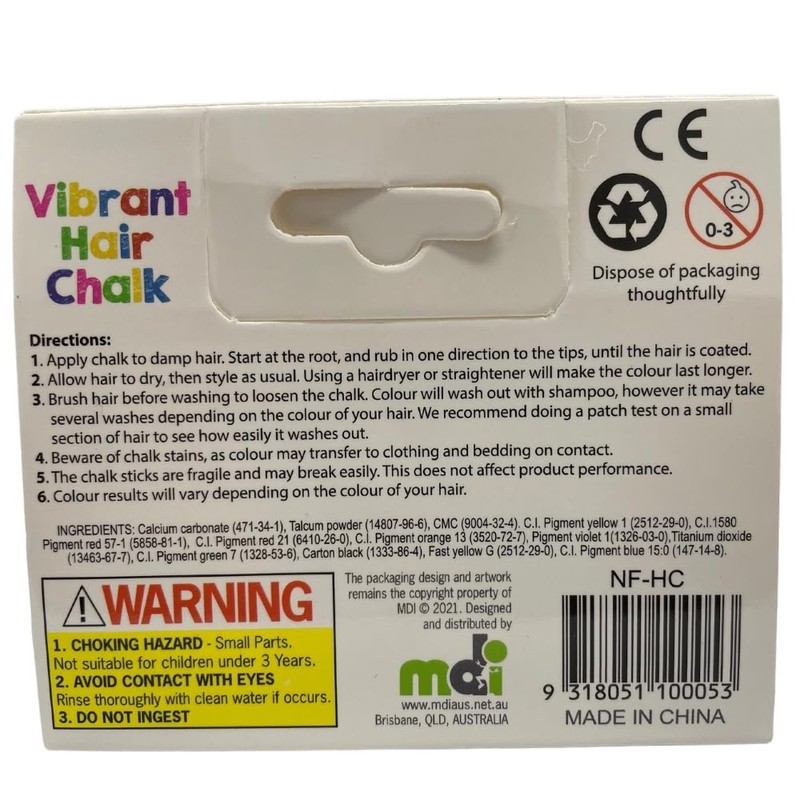 Vibrant
Hair
Chalk
CE
0-3
Dispose of packaging
thoughtfully
Directions:
1. Apply chalk to damp hair. Start at the root, and rub in one direction to the tips, until the hair is coated.
2. Allow hair to dry, then style as usual. Using a hairdryer or straightener will make the colour last longer.
3. Brush hair before washing to loosen the chalk. Colour will wash out with shampoo, however it may take
several washes depending on the colour of your hair. We recommend doing a patch test on a small
section of hair to see how easily it washes out.
4. Beware of chalk stains, as colour may transfer to clothing and bedding on contact.
5. The chalk sticks are fragile and may break easily. This does not affect product performance.
6. Colour results will vary depending on the colour of your hair.
INGREDIENTS: Calcium carbonate (471-34-1), Talcum powder (14807-96-6), CMC (9004-32-4). C.I. Pigment yellow 1 (2512-29-0), C.I.1580
Pigment red 57-1 (5858-81-1), C.I. Pigment red 21 (6410-26-0), C.I. Pigment orange 13 (3520-72-7), Pigment violet 1(1326-03-0),Titanium dioxide
(13463-67-7), C.I. Pigment green 7 (1328-53-6), Carton black (1333-86-4), Fast yellow G (2512-29-0), C.I. Pigment blue 15:0 (147-14-8).
WARNING
1. CHOKING HAZARD - Small Parts.
Not suitable for children under 3 Years.
2. AVOID CONTACT WITH EYES
Rinse thoroughly with clean water if occurs.
3. DO NOT INGEST
The packaging design and artwork
remains the copyright property of
MDI © 2021. Designed
and distributed by
mdi
www.mdiaus.net.au
Brisbane, QLD, AUSTRALIA
NF-HC
9 318051 100053
MADE IN CHINA